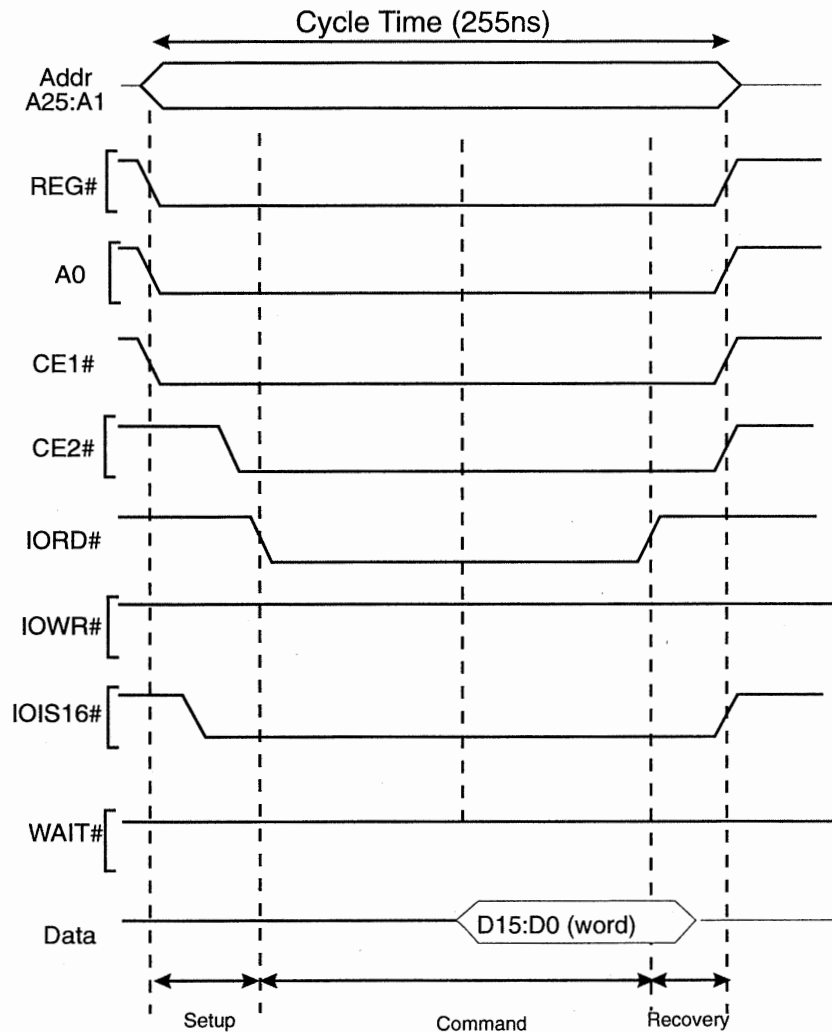 Cycle Time (255ns)
Addr
A25:A1
REG#
A0
CE1#
CE2#
IORD#
IOWR#
IOIS16#
WAIT#
Data
D15:D0 (word)
Setup
Command
Recovery